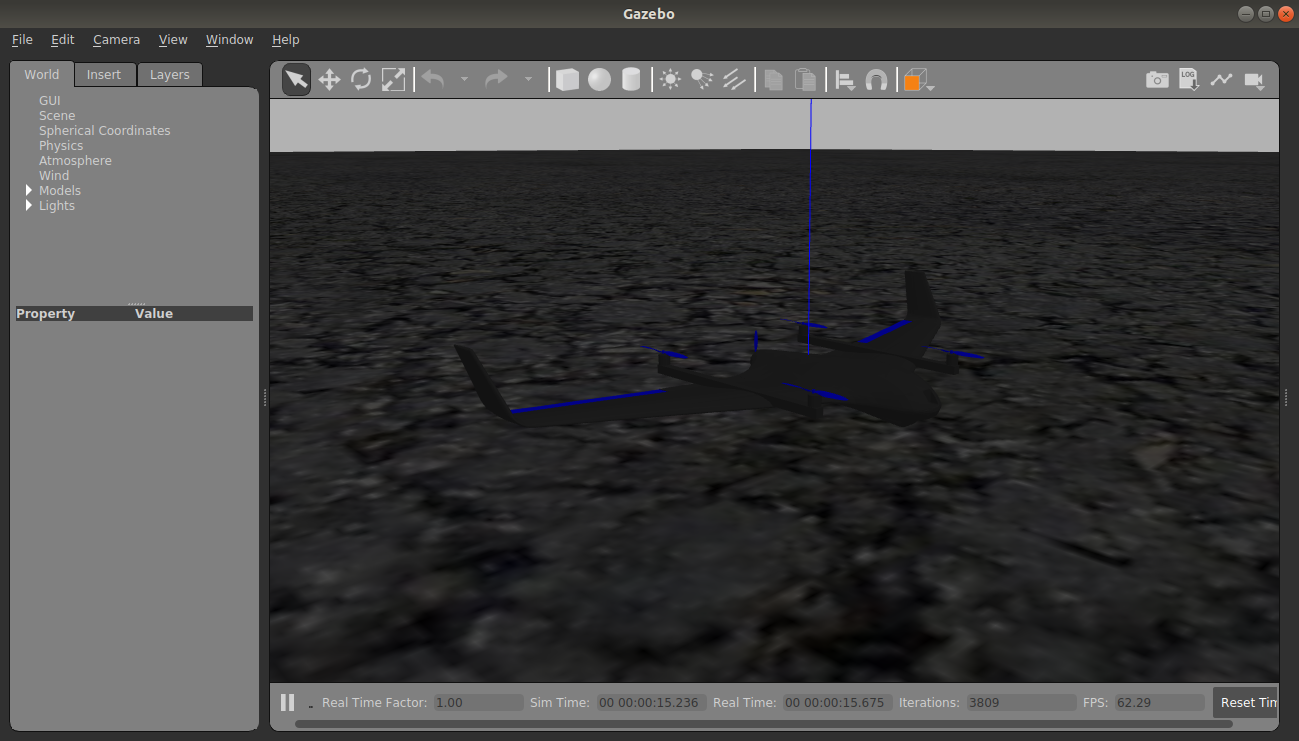 Gazebo
File Edit Camera View Window Help
World Insert Layers
LOG
GUI
Scene
Spherical Coordinates
Physics
Atmosphere
Wind
Models
Lights
Property Value
Real Time Factor: 1.00 Sim Time: 00 00:00:15.236 Real Time: 00 00:00:15.675 Iterations: 3809 FPS: 62.29 Reset Tim